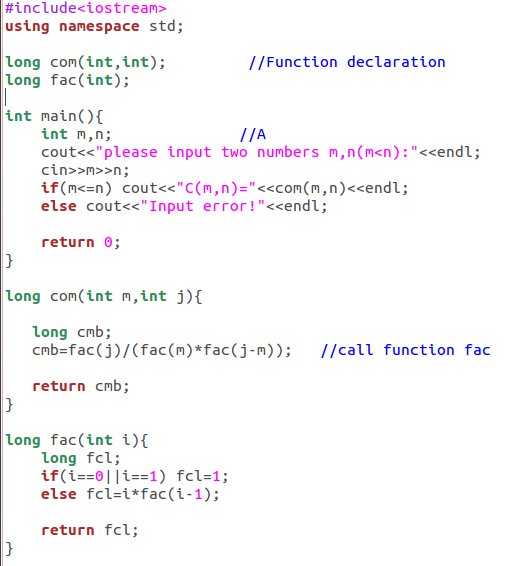 #include<iostream>
using namespace std;
long com(int,int); //Function declaration
long fac(int);
int main(){
int m,n; //A
cout<<"please input two numbers m,n(m<n):"<<endl;
cin>>m>>n;
if(m<=n) cout<<"C(m,n)="<<com(m,n)<<endl;
else cout<<"Input error!"<<endl;
return 0;
}
long com(int m,int j){
long cmb;
cmb=fac(j)/(fac(m)*fac(j-m)); //call function fac
return cmb;
}
long fac(int i){
long fcl;
if(i==0||i==1) fcl=1;
else fcl=i*fac(i-1);
return fcl;
}